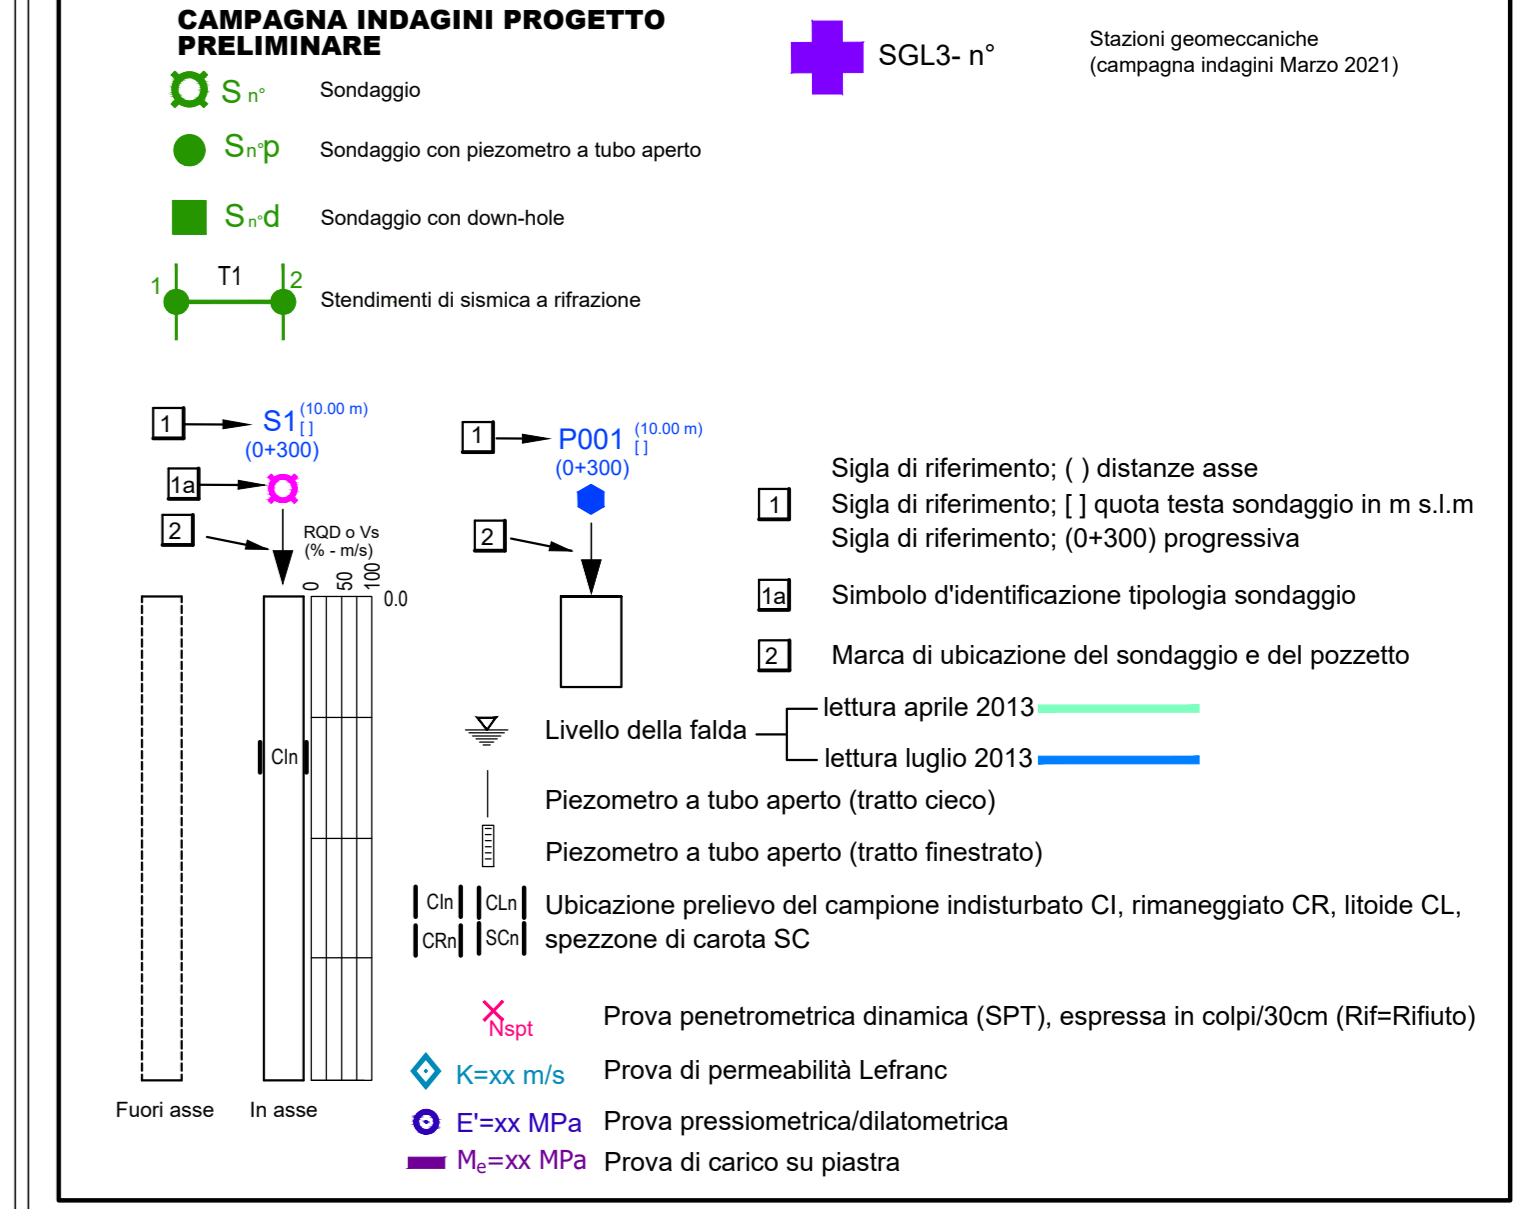 CAMPAGNA INDAGINI PROGETTO
PRELIMINARE
S n° Sondaggio
Sn°p Sondaggio con piezometro a tubo aperto
Sn°d Sondaggio con down-hole
1 T1 2 Stendimenti di sismica a rifrazione
SGL3- n° Stazioni geomeccaniche
(campagna indagini Marzo 2021)
1 S1 (10.00 m)
[ ]
(0+300)
1a
2 RQD o Vs
(% - m/s)
0 50 100
0.0
CIn
Fuori asse In asse
1 P001 (10.00 m)
[ ]
(0+300)
2
1 Sigla di riferimento; ( ) distanze asse
Sigla di riferimento; [ ] quota testa sondaggio in m s.l.m
Sigla di riferimento; (0+300) progressiva
1a Simbolo d'identificazione tipologia sondaggio
2 Marca di ubicazione del sondaggio e del pozzetto
Livello della falda
lettura aprile 2013
lettura luglio 2013
Piezometro a tubo aperto (tratto cieco)
Piezometro a tubo aperto (tratto finestrato)
CIn CLn Ubicazione prelievo del campione indisturbato CI, rimaneggiato CR, litoide CL,
CRn SCn spezzone di carota SC
Nspt Prova penetrometrica dinamica (SPT), espressa in colpi/30cm (Rif=Rifiuto)
K=xx m/s Prova di permeabilità Lefranc
E'=xx MPa Prova pressiometrica/dilatometrica
Me=xx MPa Prova di carico su piastra